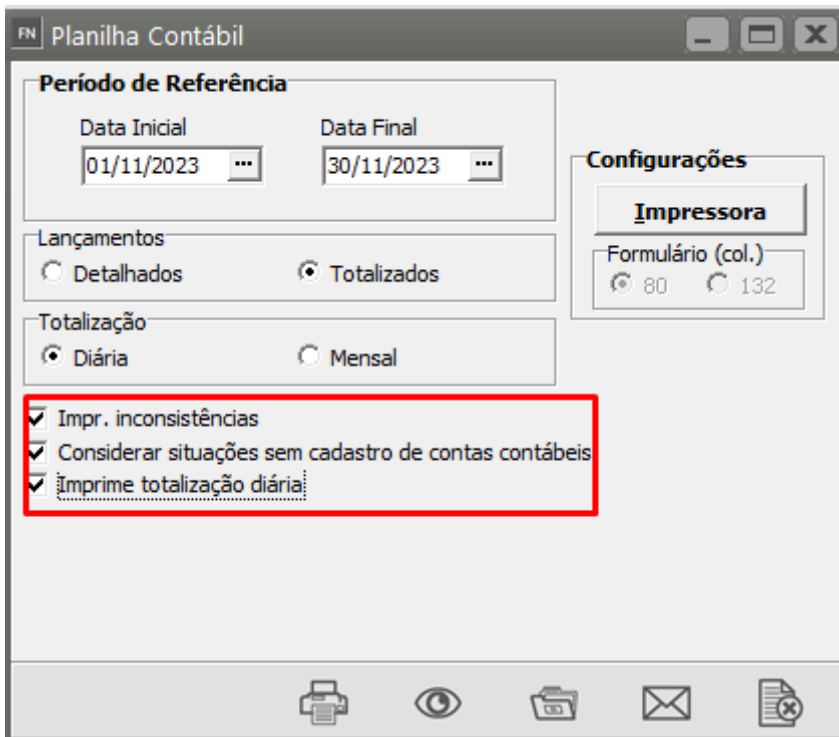 FN Planilha Contábil
Período de Referência
Data Inicial Data Final
01/11/2023 ... 30/11/2023 ...
Configurações
Impressora
Formulário (col.)
80 132
Lançamentos
Detalhados Totalizados
Totalização
Diária Mensal
Impr. inconsistências
Considerar situações sem cadastro de contas contábeis
Imprime totalização diária